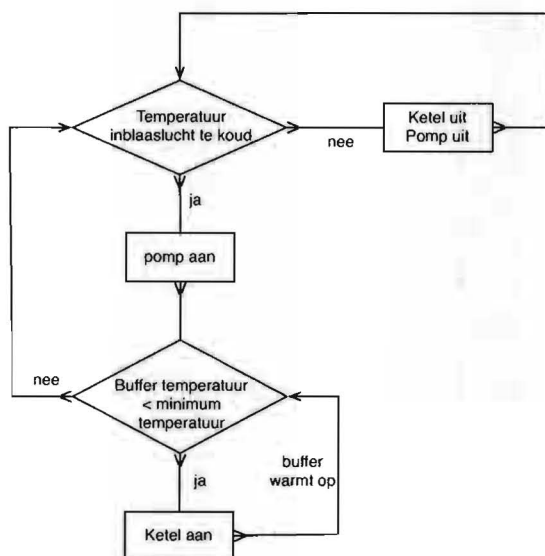 Temperatuur
inblaaslucht te koud
nee
Ketel uit
Pomp uit
ja
pomp aan
Buffer temperatuur
< minimum
temperatuur
nee
ja
buffer
warmt op
Ketel aan